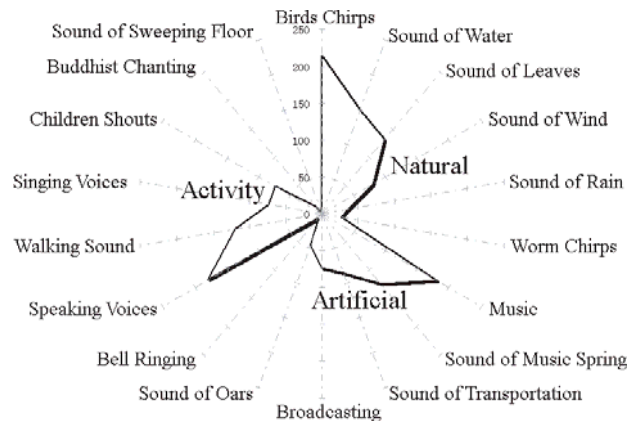 Birds Chirps
250
Sound of Sweeping Floor
Sound of Water
Buddhist Chanting
200
Sound of Leaves
150
Children Shouts
Sound of Wind
100
Natural
Singing Voices
Activity
50
Sound of Rain
0
Walking Sound
Worm Chirps
Speaking Voices
Artificial
Music
Bell Ringing
Sound of Music Spring
Sound of Oars
Sound of Transportation
Broadcasting